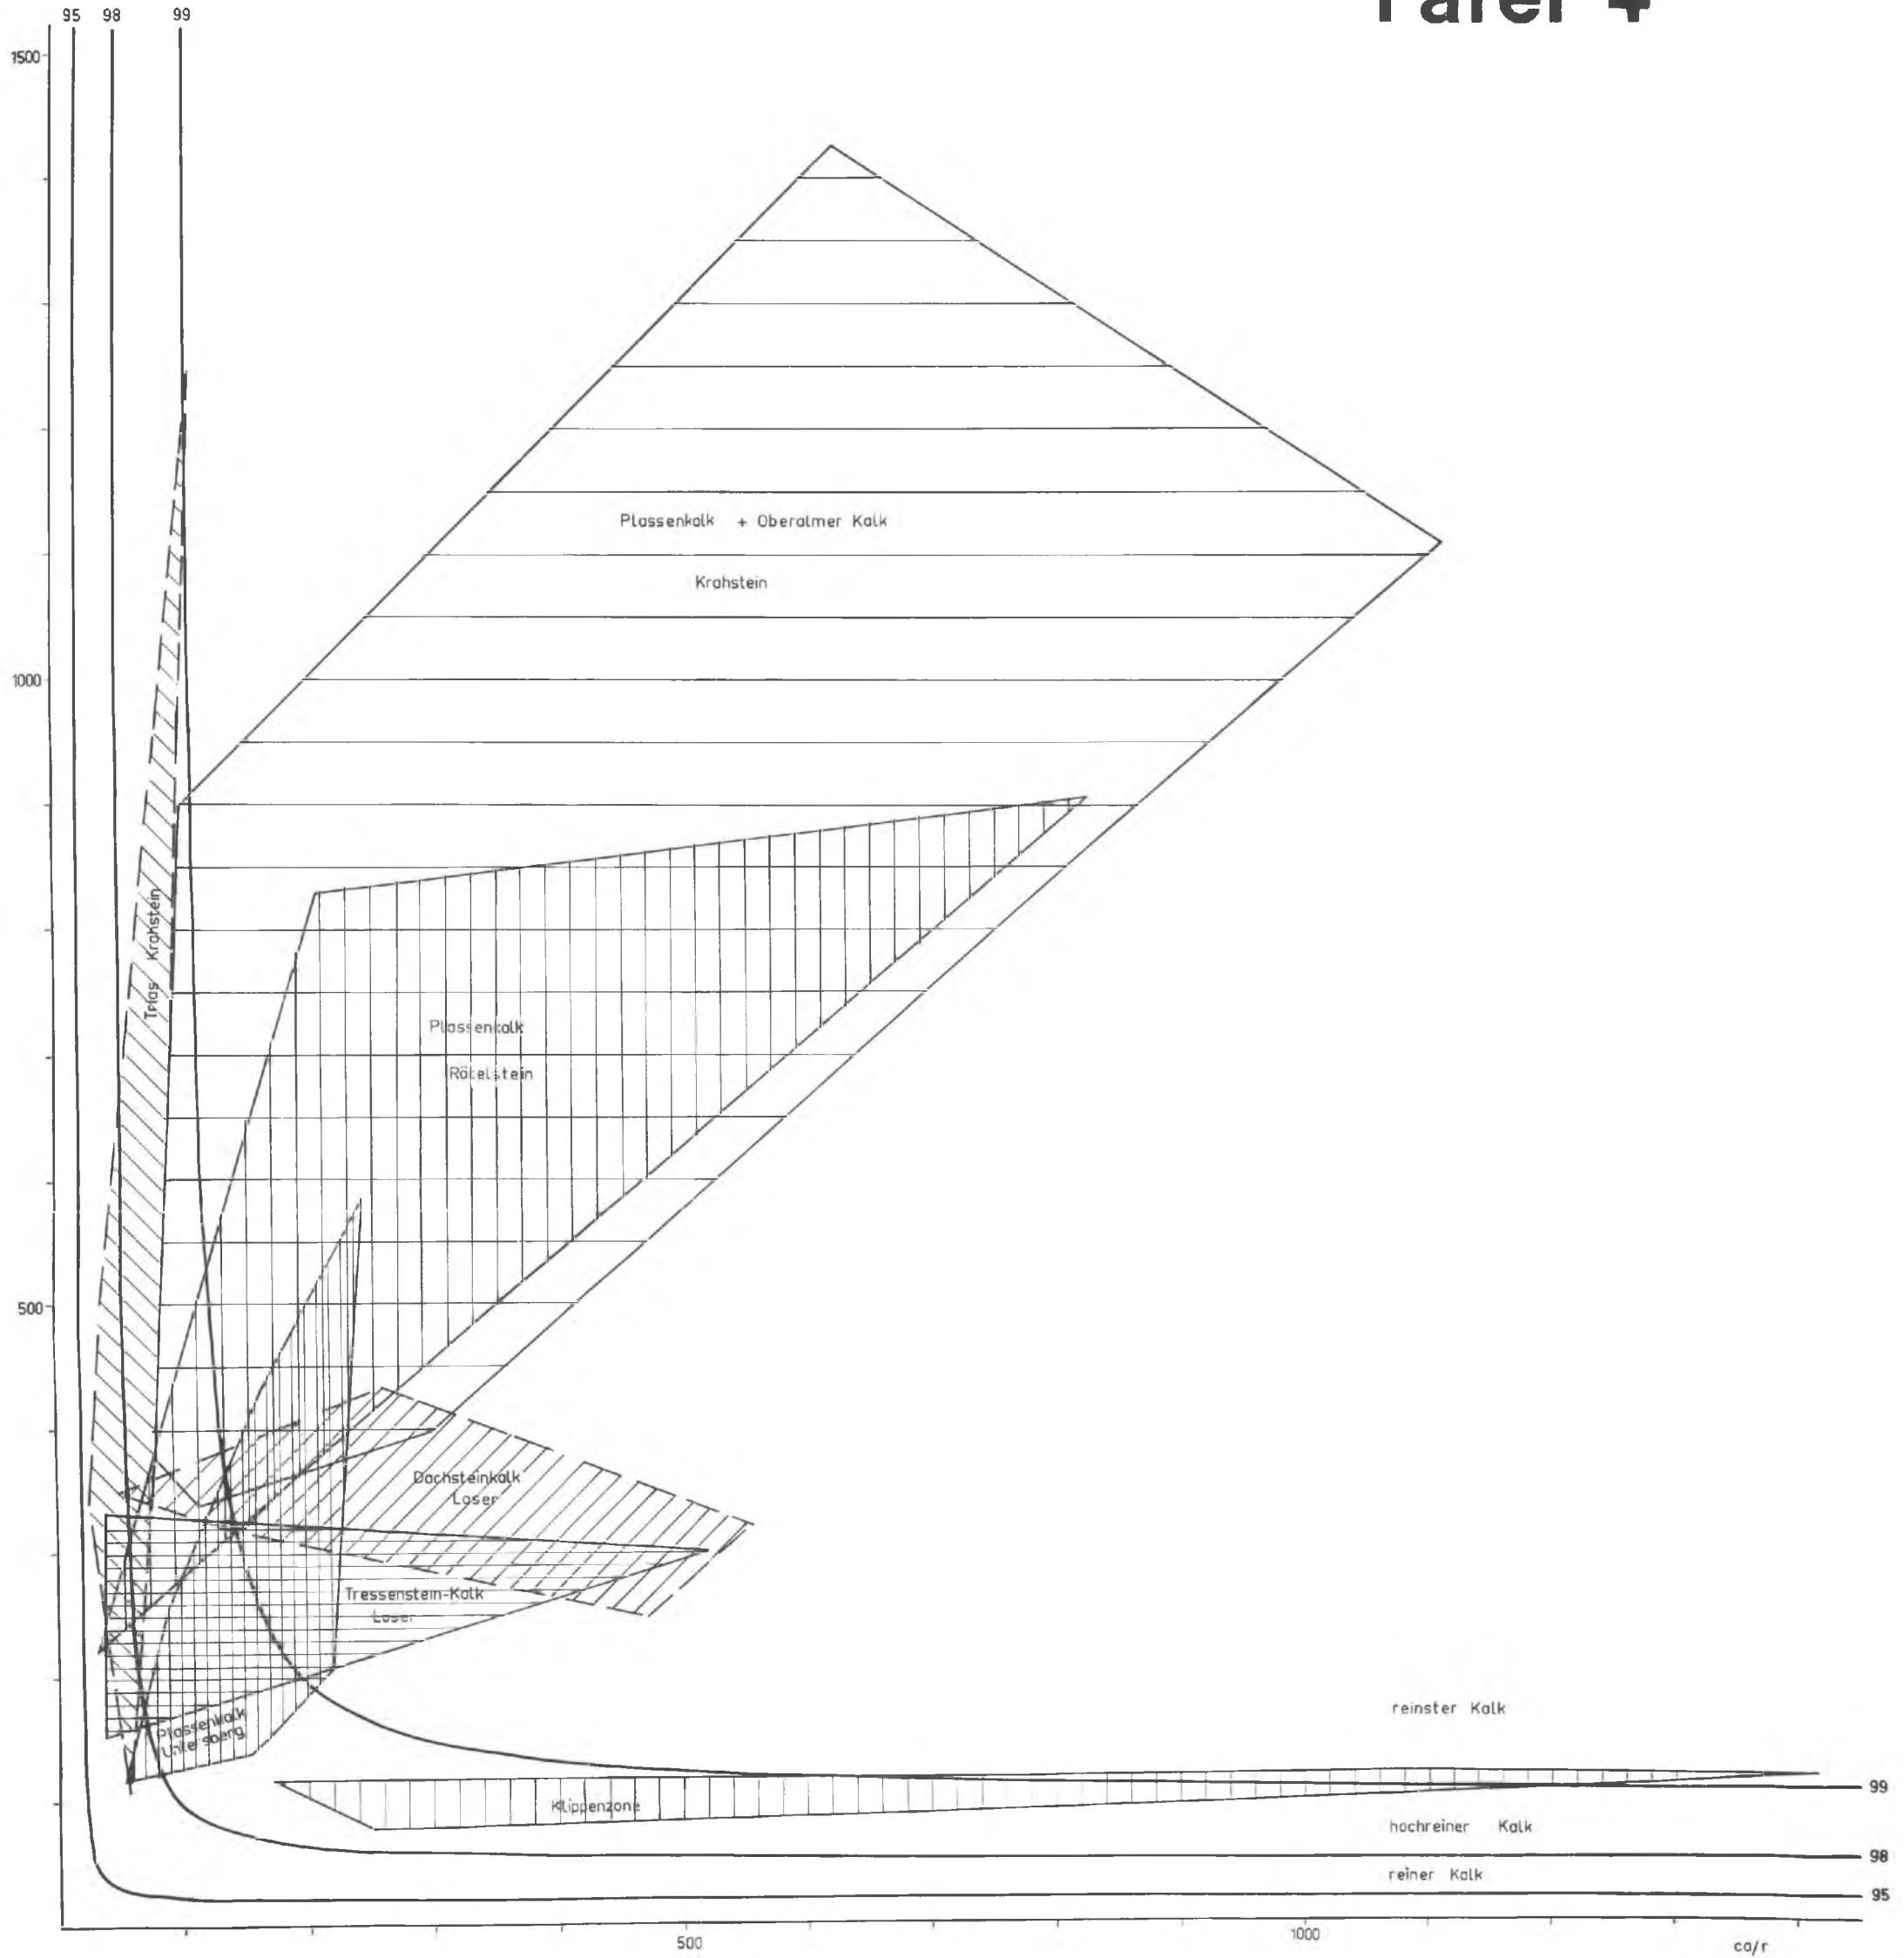 Tafel 4
95 98 99
1500
Plassenkalk + Oberalmer Kalk
Krahstein
1000
Trias Krahstein
Plassenkalk
Rötelstein
500
Dachsteinkalk
Loser
Tressenstein-Kalk
Loser
Plassenkalk
Untersberg
reinster Kalk
99
Klippenzone
hochreiner Kalk
98
reiner Kalk
95
500
1000
ca/r